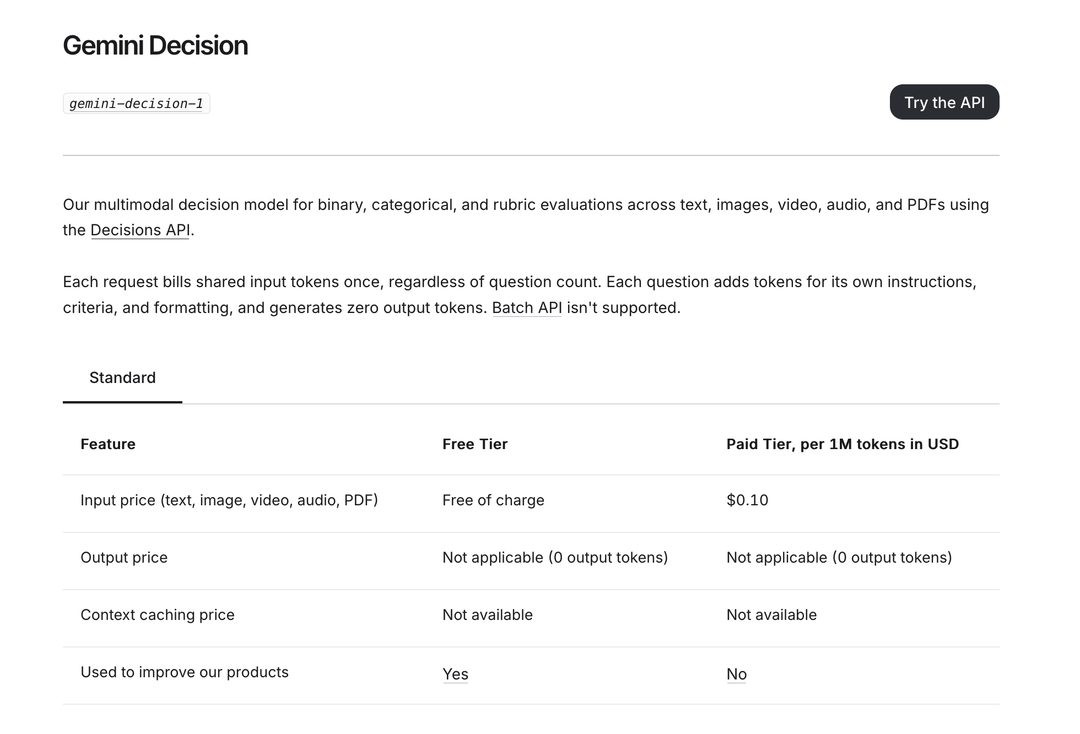 Gemini Decision
gemini-decision-1
Try the API
Our multimodal decision model for binary, categorical, and rubric evaluations across text, images, video, audio, and PDFs using
the Decisions API.
Each request bills shared input tokens once, regardless of question count. Each question adds tokens for its own instructions,
criteria, and formatting, and generates zero output tokens. Batch API isn't supported.
Standard
Feature Free Tier Paid Tier, per 1M tokens in USD
Input price (text, image, video, audio, PDF) Free of charge $0.10
Output price Not applicable (0 output tokens) Not applicable (0 output tokens)
Context caching price Not available Not available
Used to improve our products Yes No